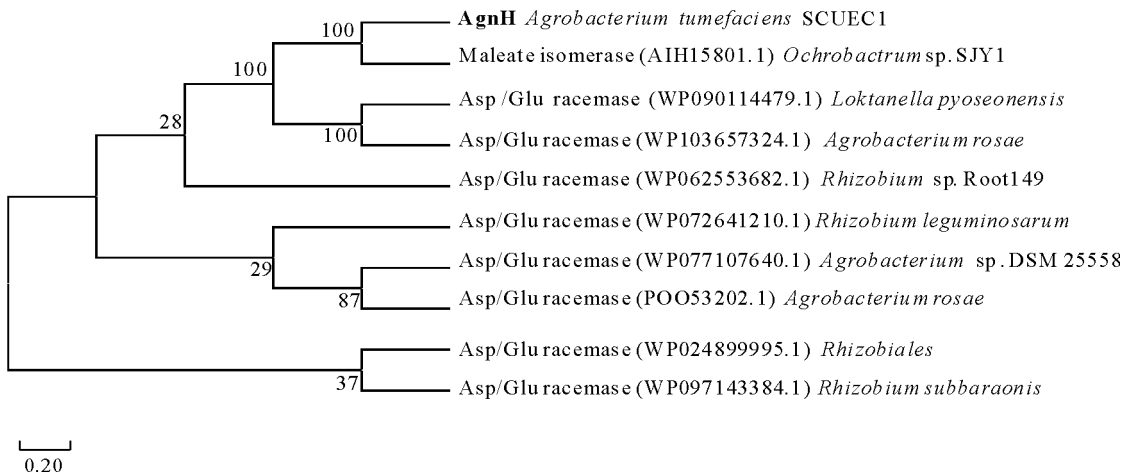 AgnH Agrobacterium tumefaciens SCUEC1
100
Maleate isomerase (AIH15801.1) Ochrobactrum sp. SJY1
100
Asp /Glu racemase (WP090114479.1) Loktanella pyoseonensis
28
100
Asp/Glu racemase (WP103657324.1) Agrobacterium rosae
Asp/Glu racemase (WP062553682.1) Rhizobium sp. Root149
Asp/Glu racemase (WP072641210.1) Rhizobium leguminosarum
29
Asp/Glu racemase (WP077107640.1) Agrobacterium sp. DSM 25558
87
Asp/Glu racemase (POO53202.1) Agrobacterium rosae
Asp/Glu racemase (WP024899995.1) Rhizobiales
37
Asp/Glu racemase (WP097143384.1) Rhizobium subbaraonis
0.20